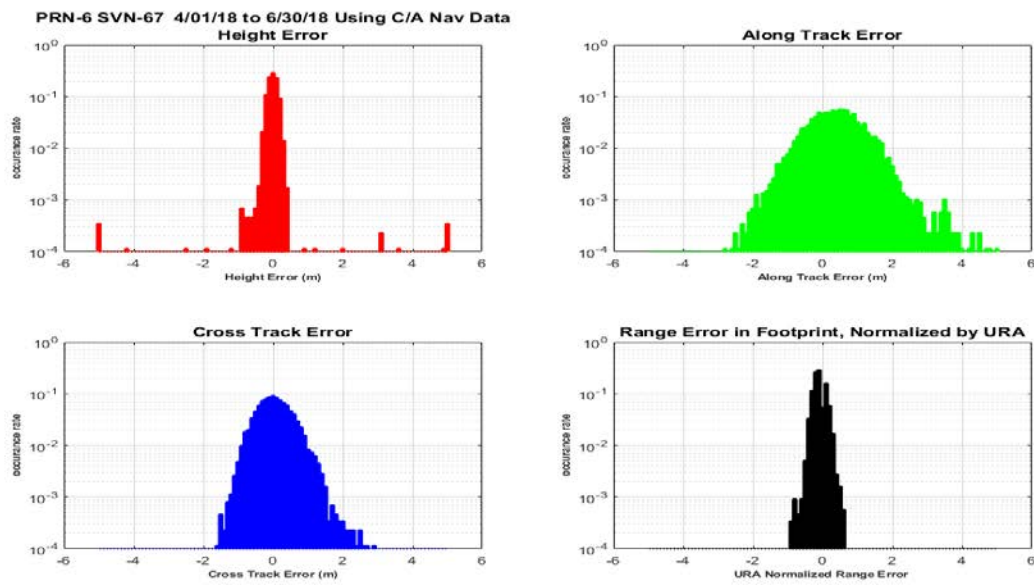 PRN-6 SVN-67 4/01/18 to 6/30/18 Using C/A Nav Data
Height Error
10^0
10^-1
10^-2
10^-3
10^-4
occurance rate
-6 -4 -2 0 2 4 6
Height Error (m)
Along Track Error
10^0
10^-1
10^-2
10^-3
10^-4
occurance rate
-6 -4 -2 0 2 4 6
Along Track Error (m)
Cross Track Error
10^0
10^-1
10^-2
10^-3
10^-4
occurance rate
-6 -4 -2 0 2 4 6
Cross Track Error (m)
Range Error in Footprint, Normalized by URA
10^0
10^-1
10^-2
10^-3
10^-4
occurance rate
-6 -4 -2 0 2 4 6
URA Normalized Range Error